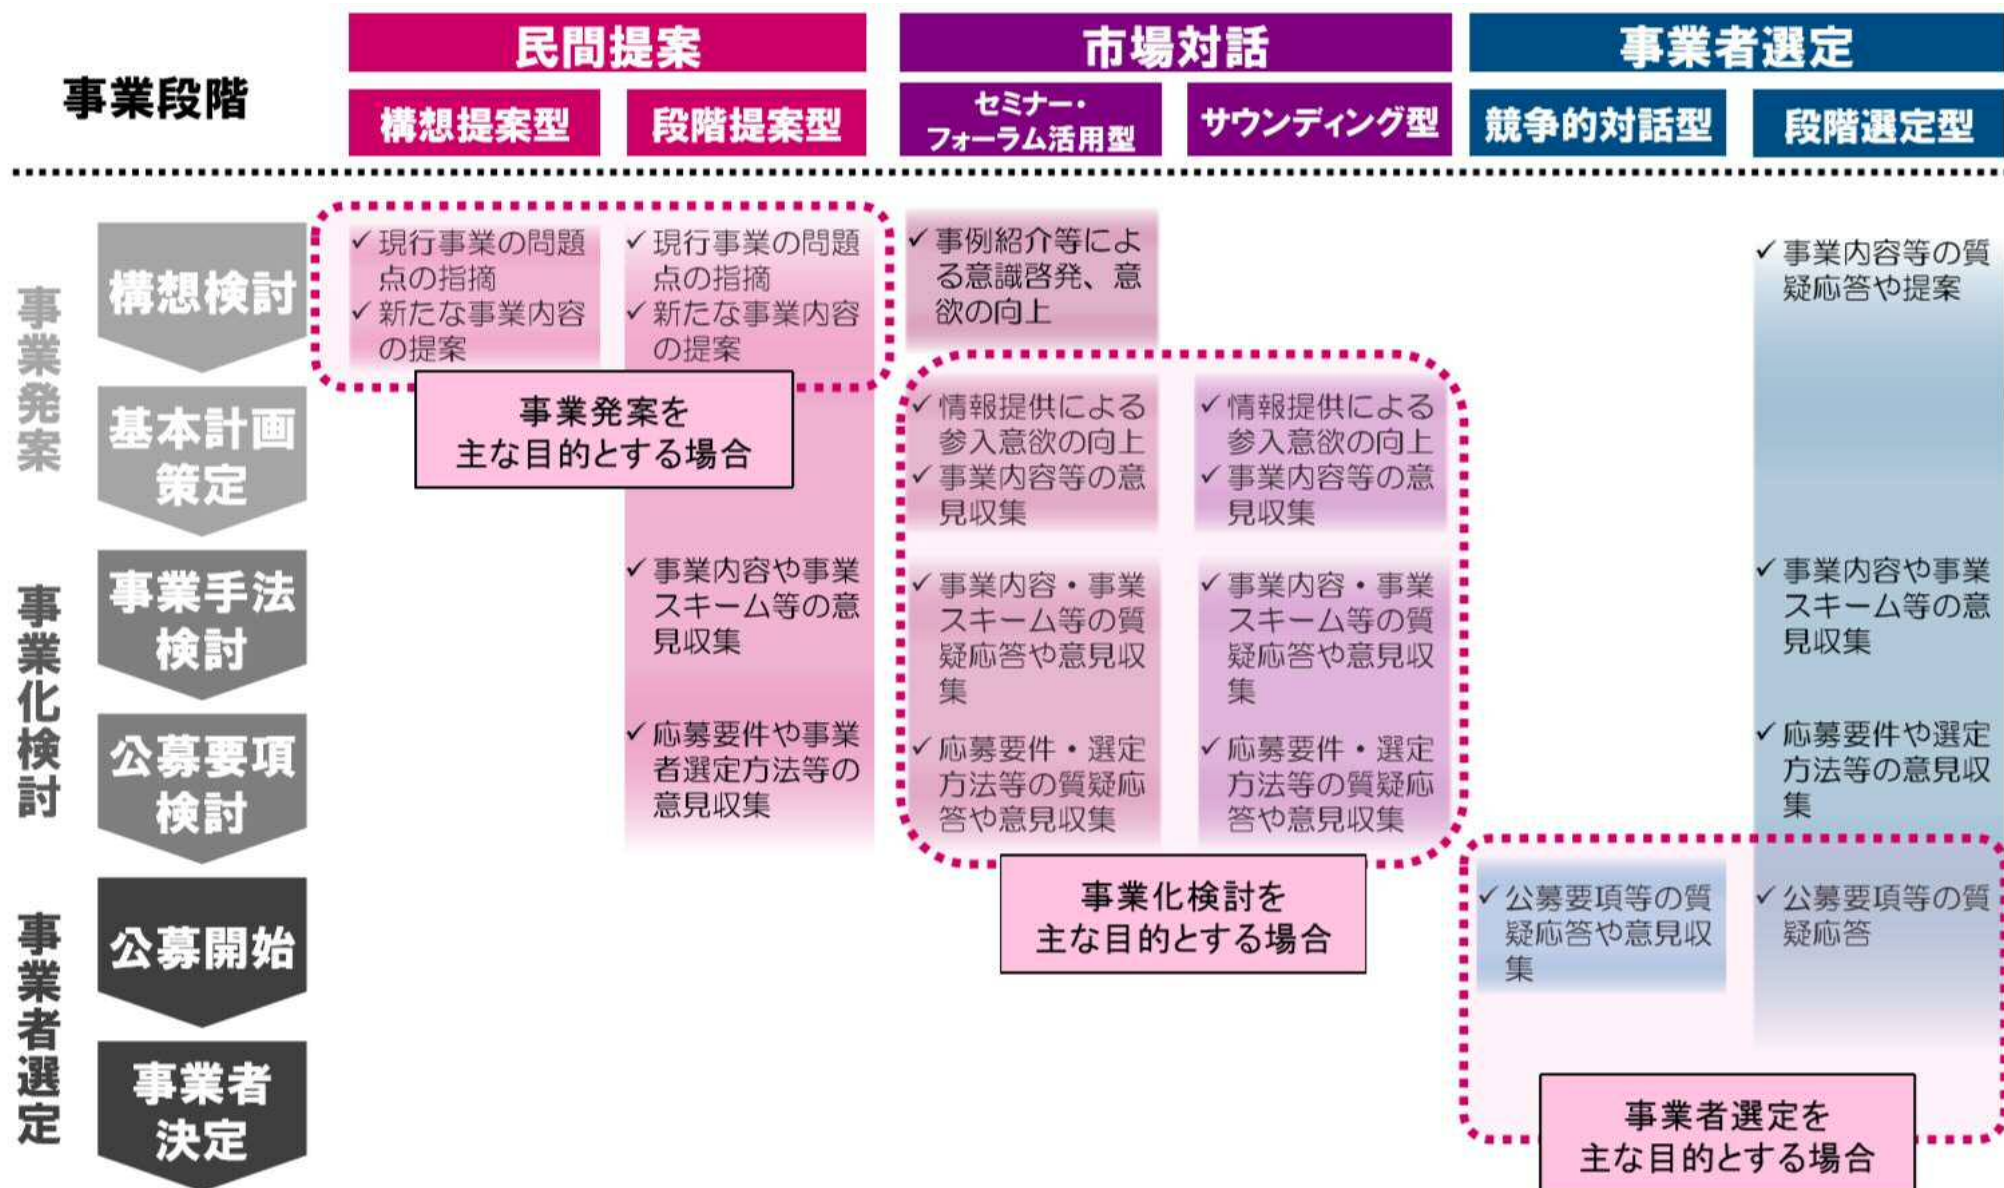 事業段階
民間提案
市場対話
事業者選定
構想提案型
段階提案型
セミナー・
フォーラム活用型
サウンディング型
競争的対話型
段階選定型
事業発案
構想検討
✓ 現行事業の問題
点の指摘
✓ 新たな事業内容
の提案
✓ 現行事業の問題
点の指摘
✓ 新たな事業内容
の提案
✓ 事例紹介等によ
る意識啓発、意
欲の向上
✓ 事業内容等の質
疑応答や提案
事業発案を
主な目的とする場合
基本計画
策定
✓ 情報提供による
参入意欲の向上
✓ 事業内容等の意
見収集
✓ 情報提供による
参入意欲の向上
✓ 事業内容等の意
見収集
事業化検討
事業手法
検討
✓ 事業内容や事業
スキーム等の意
見収集
✓ 事業内容・事業
スキーム等の質
疑応答や意見収
集
✓ 事業内容・事業
スキーム等の質
疑応答や意見収
集
✓ 事業内容や事業
スキーム等の意
見収集
公募要項
検討
✓ 応募要件や事業
者選定方法等の
意見収集
✓ 応募要件・選定
方法等の質疑応
答や意見収集
✓ 応募要件・選定
方法等の質疑応
答や意見収集
✓ 応募要件や選定
方法等の意見収
集
事業化検討を
主な目的とする場合
事業者選定
公募開始
✓ 公募要項等の質
疑応答や意見収
集
✓ 公募要項等の質
疑応答
事業者
決定
事業者選定を
主な目的とする場合